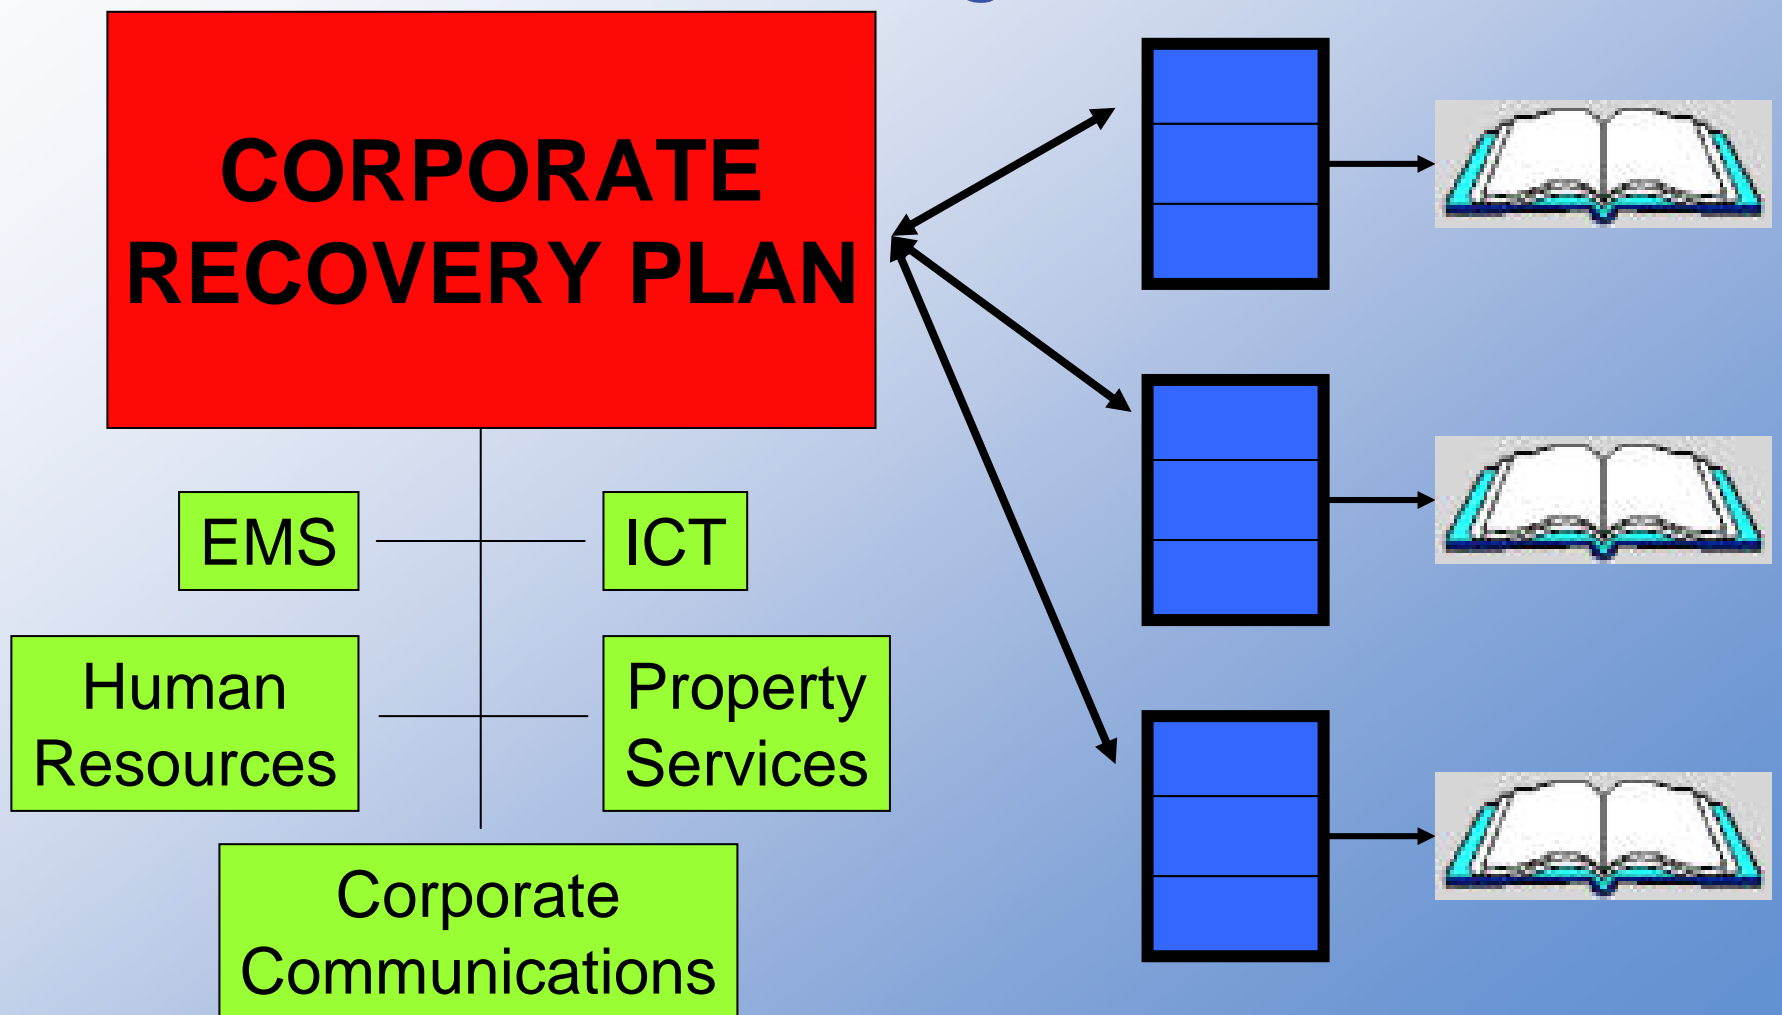 CORPORATE
RECOVERY PLAN
EMS
ICT
Human
Resources
Property
Services
Corporate
Communications